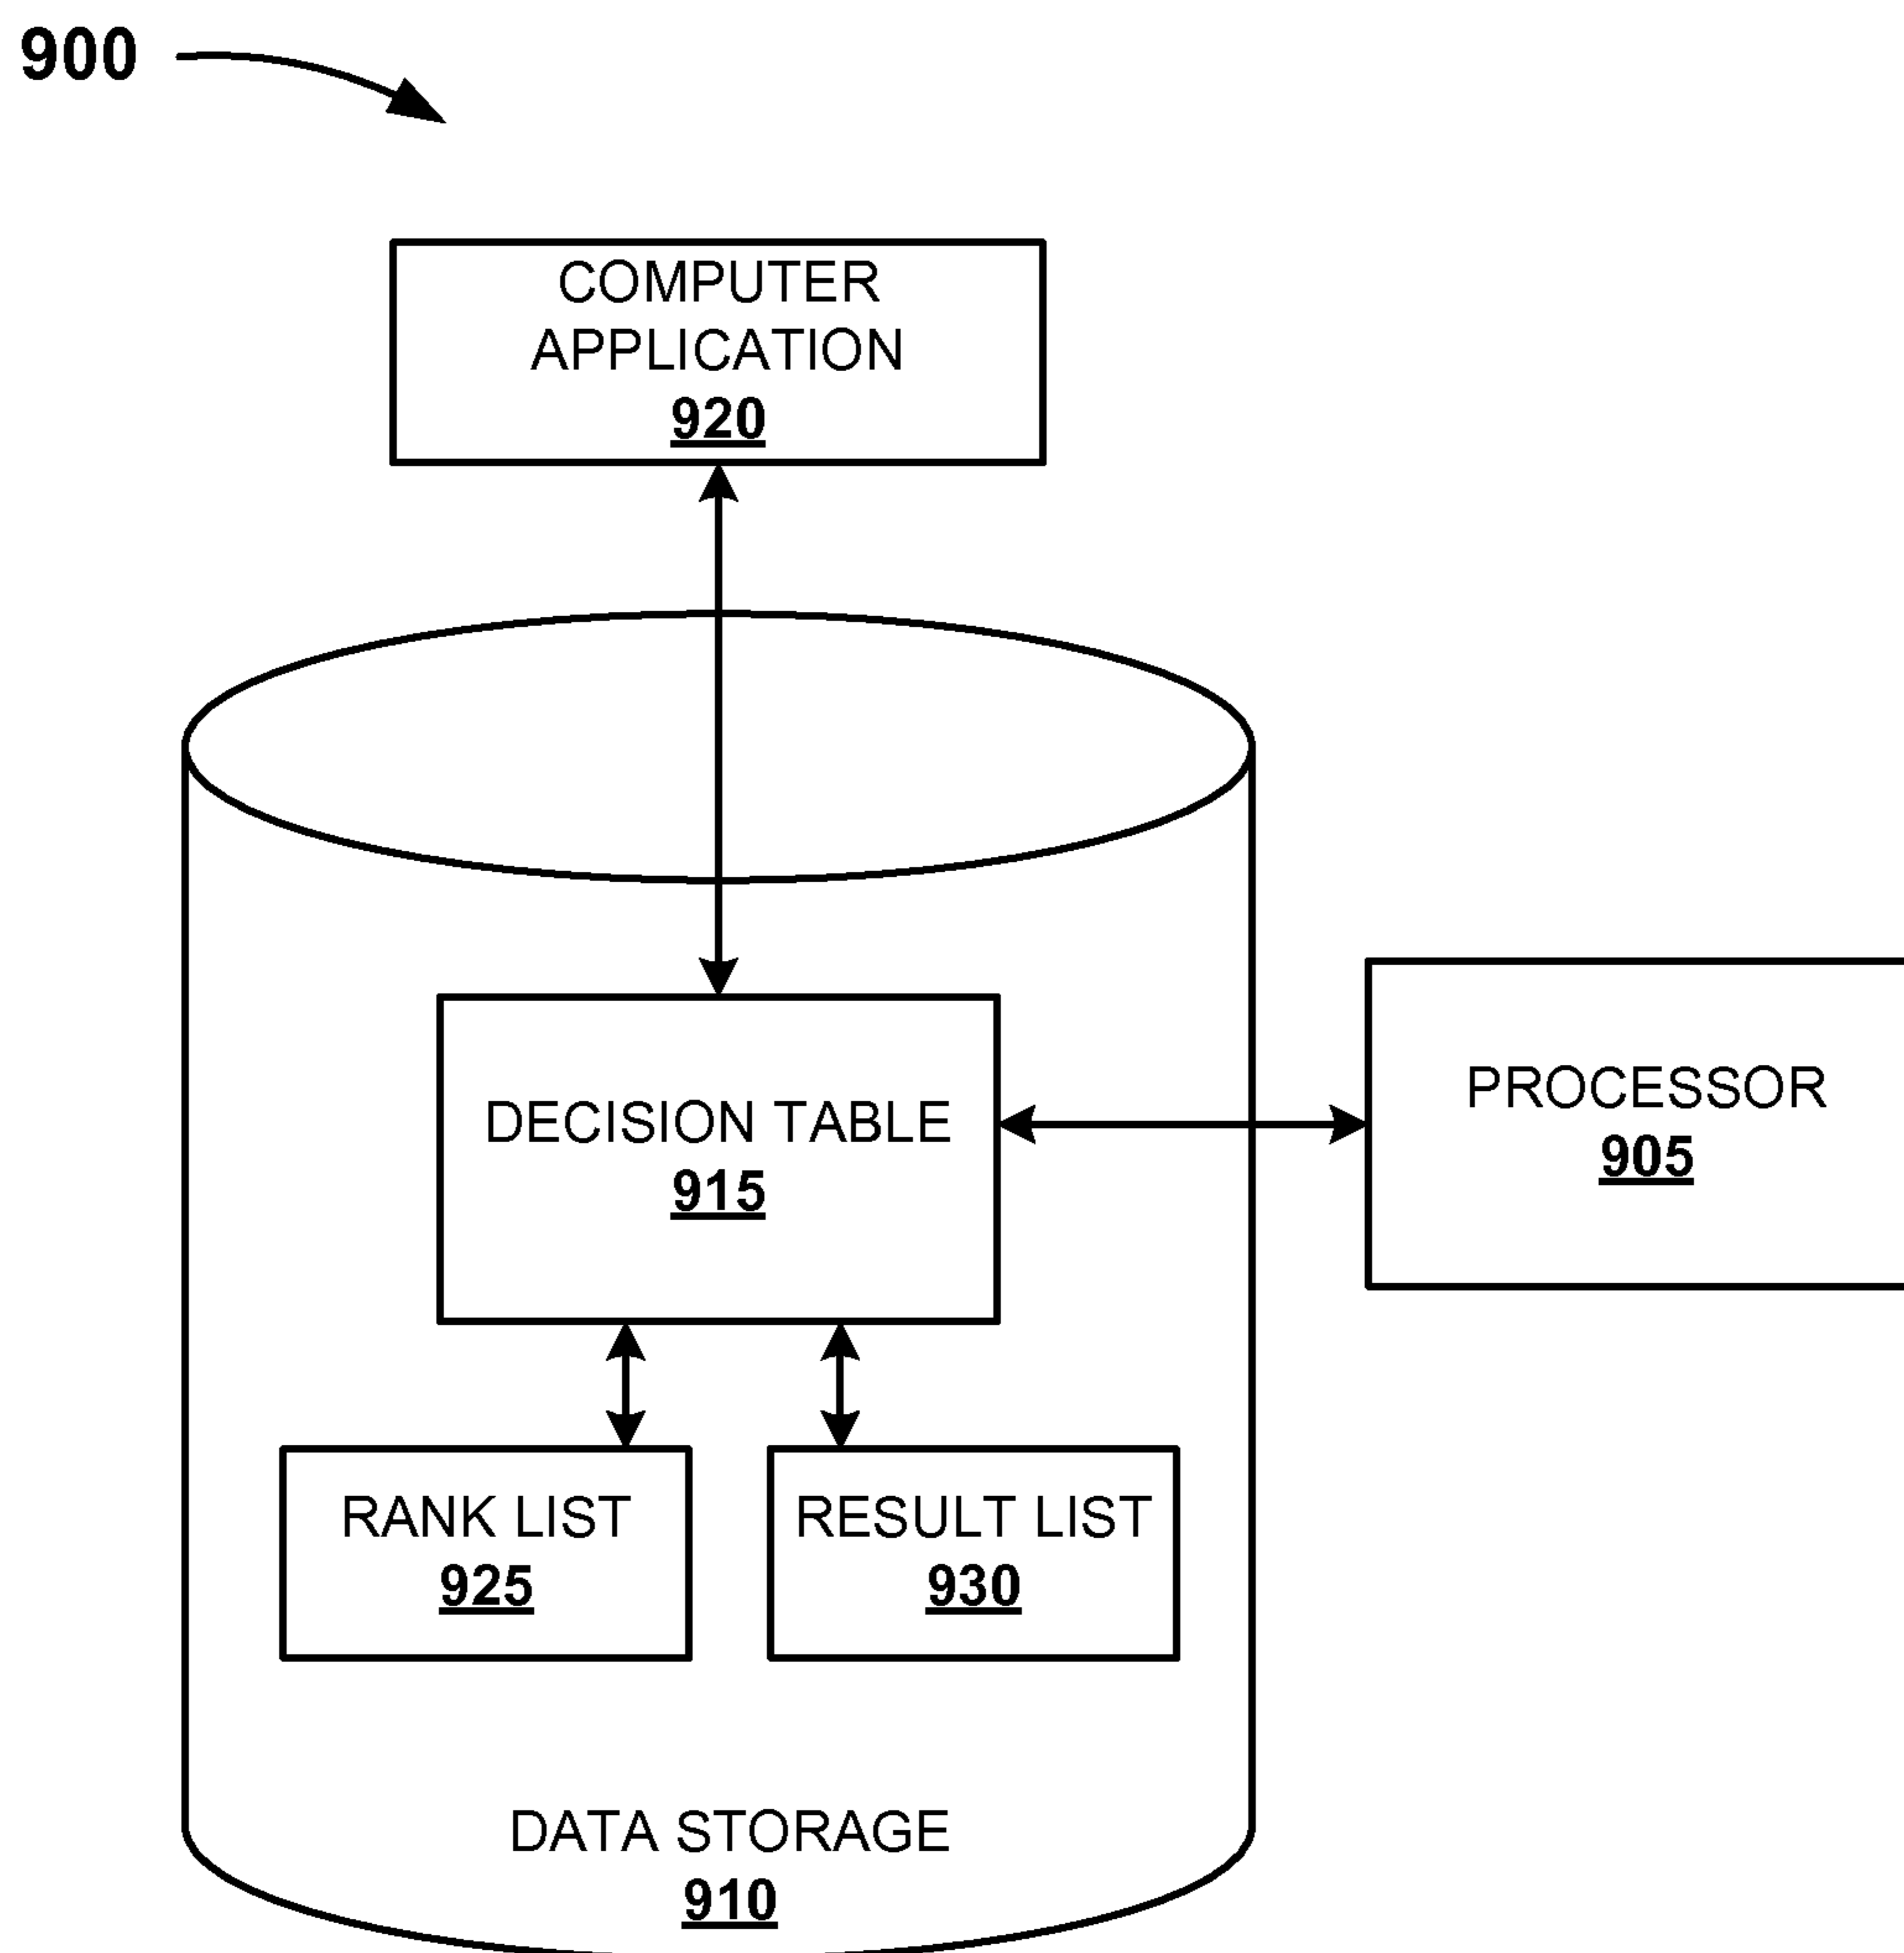 900
COMPUTER
APPLICATION
920
DECISION TABLE
915
PROCESSOR
905
RANK LIST
925
RESULT LIST
930
DATA STORAGE
910